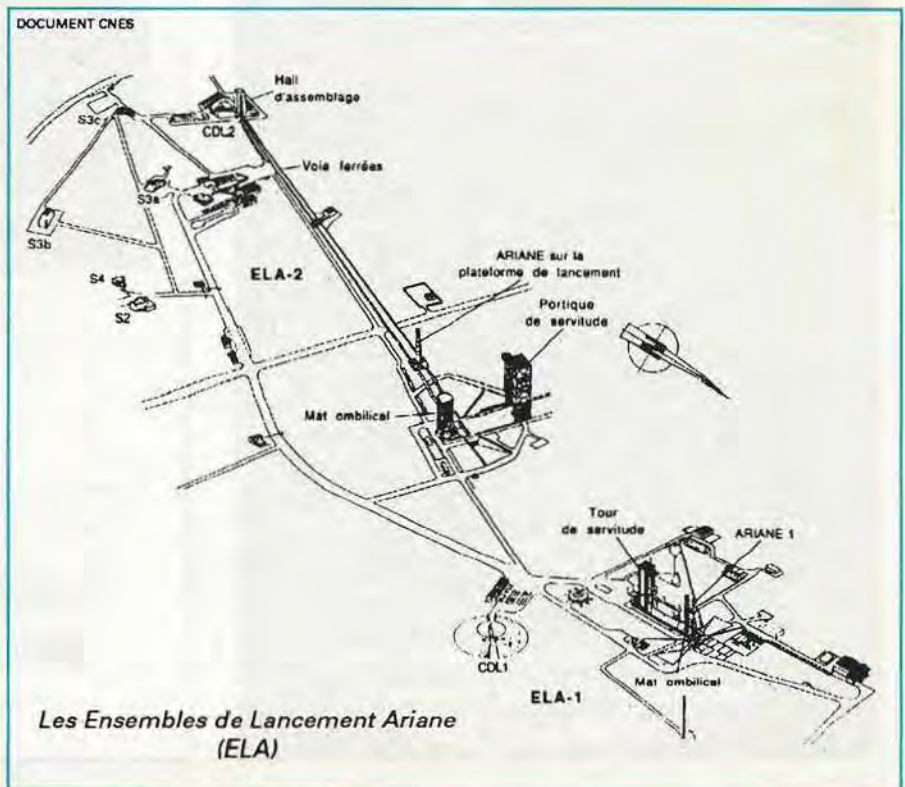 DOCUMENT CNES
Hall
d'assemblage
S3c
CDL2
Voie ferrées
S3a
S3b
ARIANE sur la
plateforme de lancement
ELA-2
S4
S2
Portique
de servitude
Mat ombilical
Tour
de servitude
ARIANE 1
CDL1
Mat ombilical
ELA-1
Les Ensembles de Lancement Ariane
(ELA)